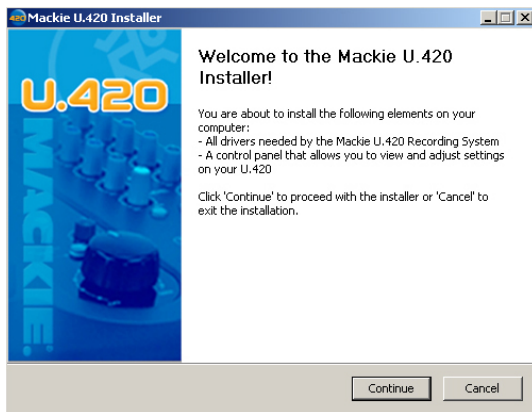 420 Mackie U.420 Installer
U.420
MACKIE.
Welcome to the Mackie U.420
Installer!
You are about to install the following elements on your
computer:
- All drivers needed by the Mackie U.420 Recording System
- A control panel that allows you to view and adjust settings
on your U.420
Click 'Continue' to proceed with the installer or 'Cancel' to
exit the installation.
Continue
Cancel